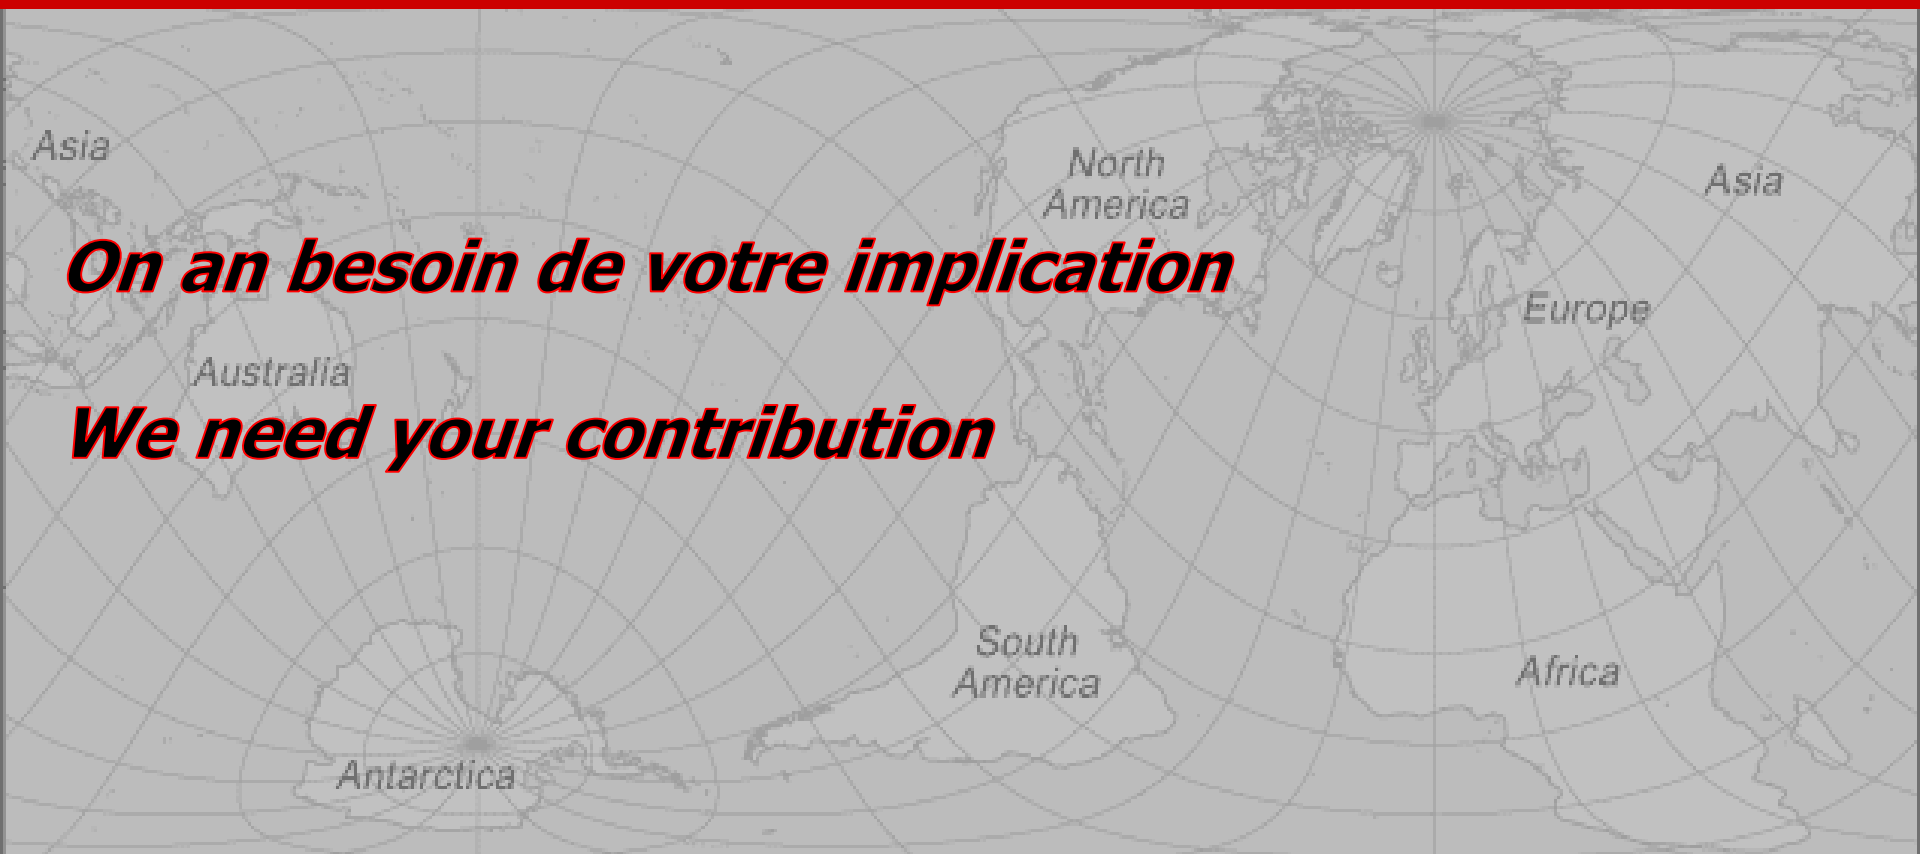 Asia
North
America
Asia
On an besoin de votre implication
Europe
Australia
We need your contribution
South
America
Africa
Antarctica